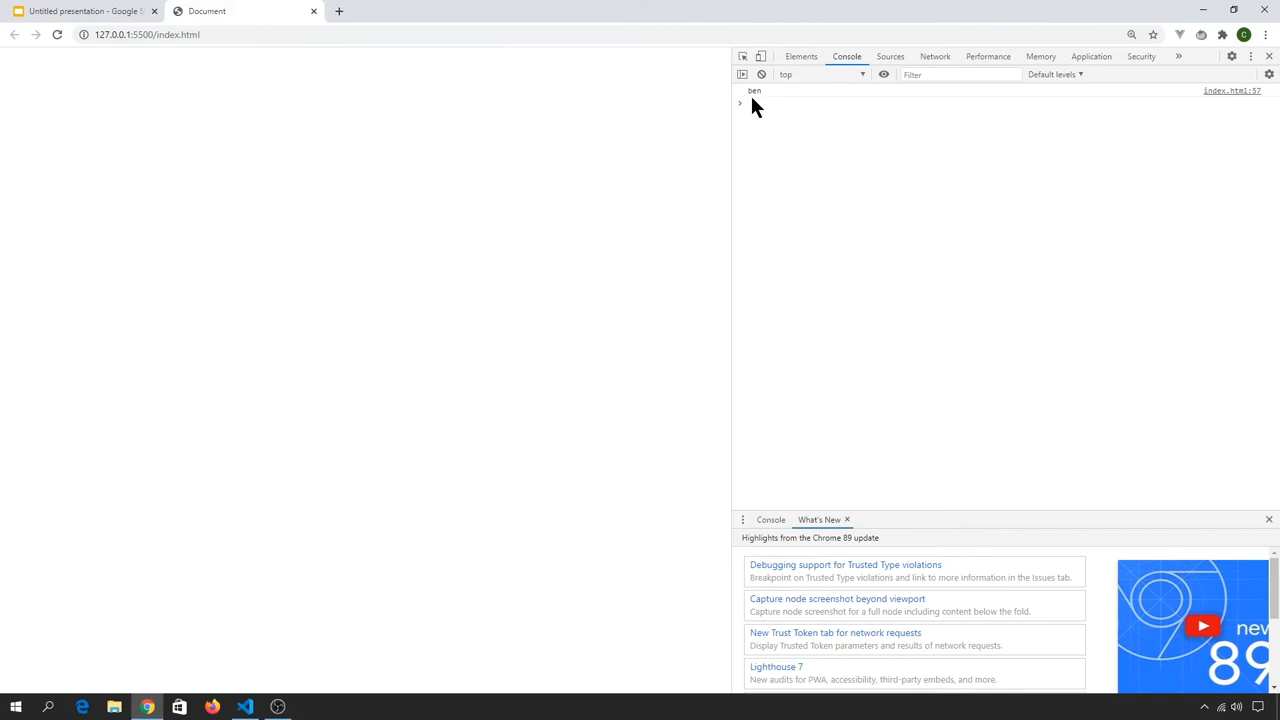 Untitled presentation - Google S
Document
127.0.0.1:5500/index.html
C
Elements Console Sources Network Performance Memory Application Security
top Filter Default levels
ben index.html:57
Console What's New
Highlights from the Chrome 89 update
Debugging support for Trusted Type violations
Breakpoint on Trusted Type violations and link to more information in the Issues tab.
Capture node screenshot beyond viewport
Capture node screenshot for a full node including content below the fold.
New Trust Token tab for network requests
Display Trusted Token parameters and results of network requests.
Lighthouse 7
New audits for PWA, accessibility, third-party embeds, and more.
new
89